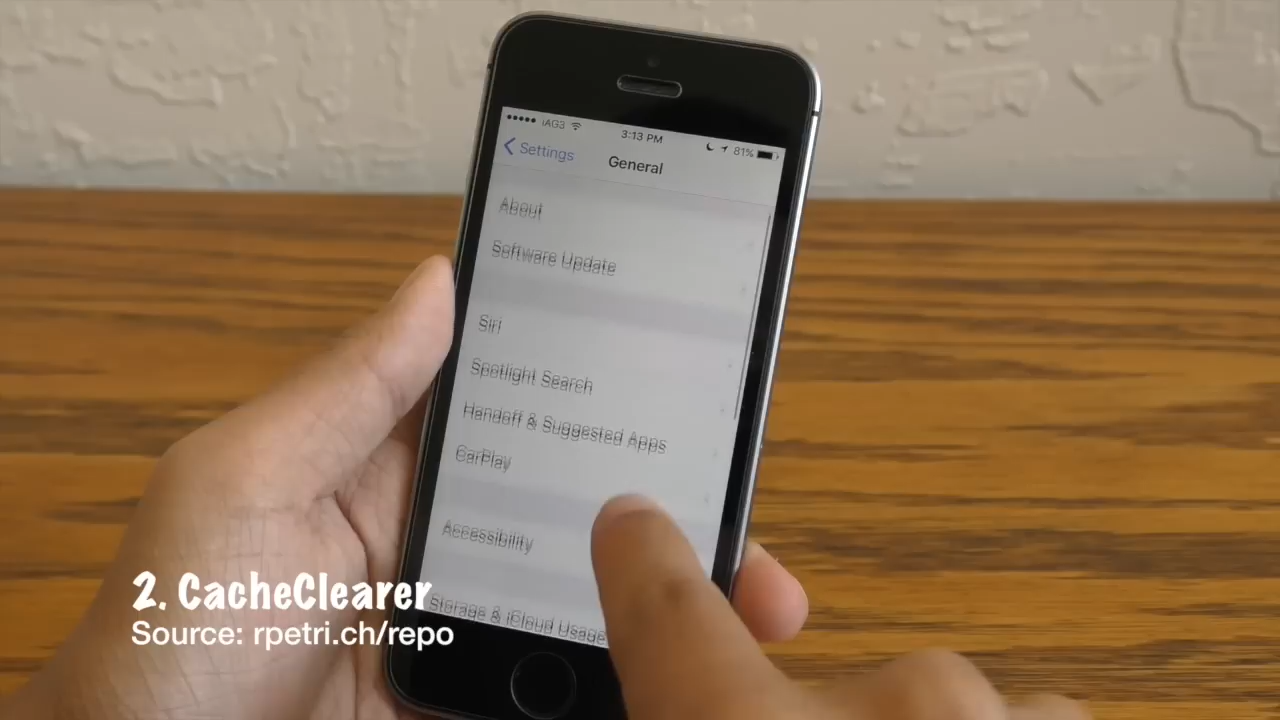 iAG3
3:13 PM
81%
Settings
General
About
Software Update
Siri
Spotlight Search
Handoff & Suggested Apps
CarPlay
Accessibility
Storage & iCloud Usage
2. CacheClearer
Source: rpetri.ch/repo